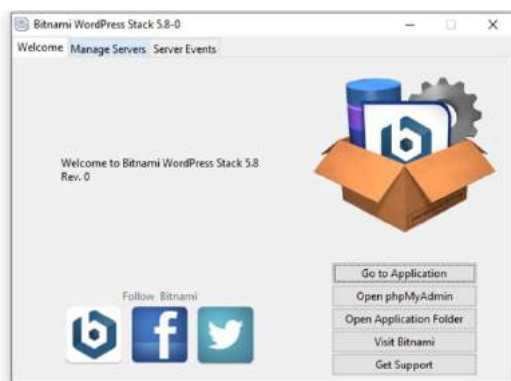 Bitnami WordPress Stack 5.8-0
Welcome Manage Servers Server Events
Welcome to Bitnami WordPress Stack 5.8
Rev. 0
Go to Application
Follow Bitnami
Open phpMyAdmin
Open Application Folder
Visit Bitnami
Get Support